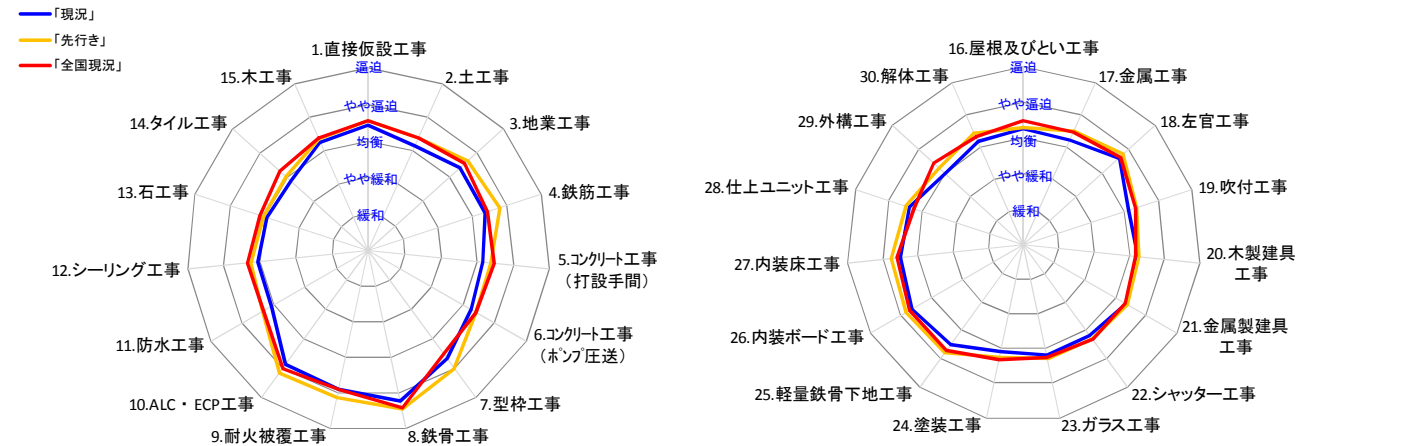 「現況」
「先行き」
「全国現況」
1.直接仮設工事
2.土工事
3.地業工事
4.鉄筋工事
5.ｺﾝｸﾘｰﾄ工事
（打設手間）
6.ｺﾝｸﾘｰﾄ工事
（ﾎﾟﾝﾌﾟ圧送）
7.型枠工事
8.鉄骨工事
9.耐火被覆工事
10.ALC・ECP工事
11.防水工事
12.シーリング工事
13.石工事
14.タイル工事
15.木工事
逼迫
やや逼迫
均衡
やや緩和
緩和
16.屋根及びとい工事
17.金属工事
18.左官工事
19.吹付工事
20.木製建具
工事
21.金属製建具
工事
22.シャッター工事
23.ガラス工事
24.塗装工事
25.軽量鉄骨下地工事
26.内装ボード工事
27.内装床工事
28.仕上ユニット工事
29.外構工事
30.解体工事
逼迫
やや逼迫
均衡
やや緩和
緩和